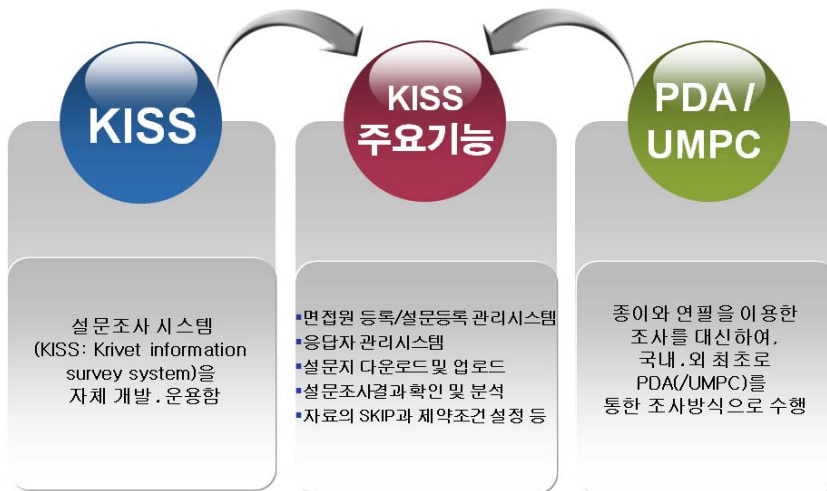 KISS
설문조사 시스템
(KISS: Krivet information
survey system)을
자체 개발.운용함
KISS
주요기능
▪면접원 등록/설문등록 관리시스템
▪응답자 관리시스템
▪설문지 다운로드 및 업로드
▪설문조사결과 확인 및 분석
▪자료의 SKIP과 제약조건 설정 등
PDA /
UMPC
종이와 연필을 이용한
조사를 대신하여,
국내.외 최초로
PDA(/UMPC)를
통한 조사방식으로 수행